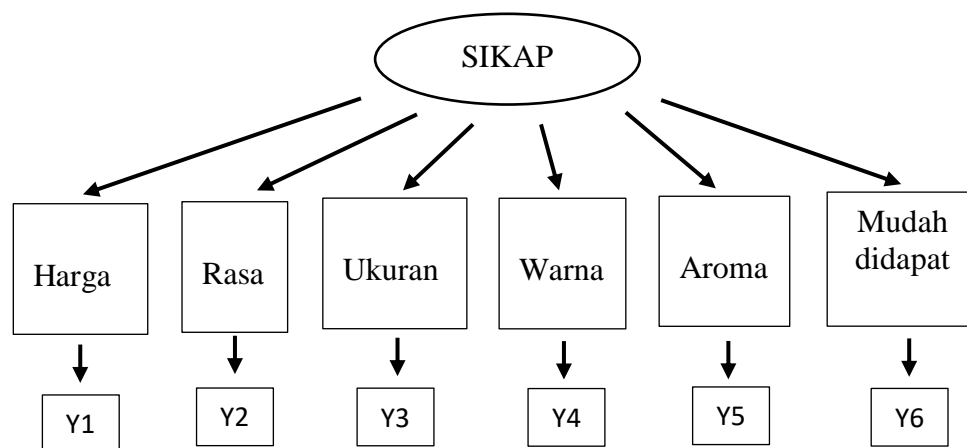 SIKAP
Harga
Rasa
Ukuran
Warna
Aroma
Mudah
didapat
Y1
Y2
Y3
Y4
Y5
Y6